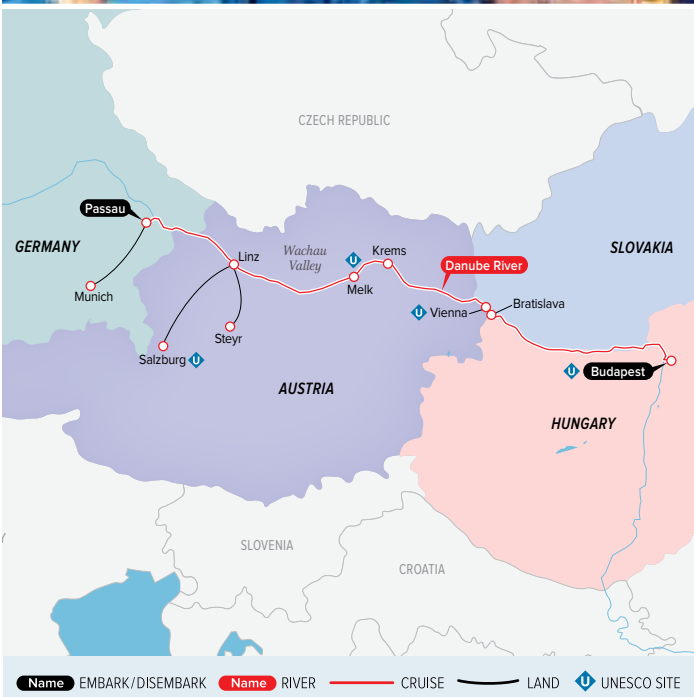 CZECH REPUBLIC
Passau
GERMANY
Munich
Linz
Wachau
Valley
Krems
Melk
Danube River
SLOVAKIA
U
U
Vienna
Bratislava
Steyr
Salzburg
U
AUSTRIA
U
Budapest
HUNGARY
SLOVENIA
CROATIA
Name EMBARK/DISEMBARK Name RIVER CRUISE LAND U UNESCO SITE